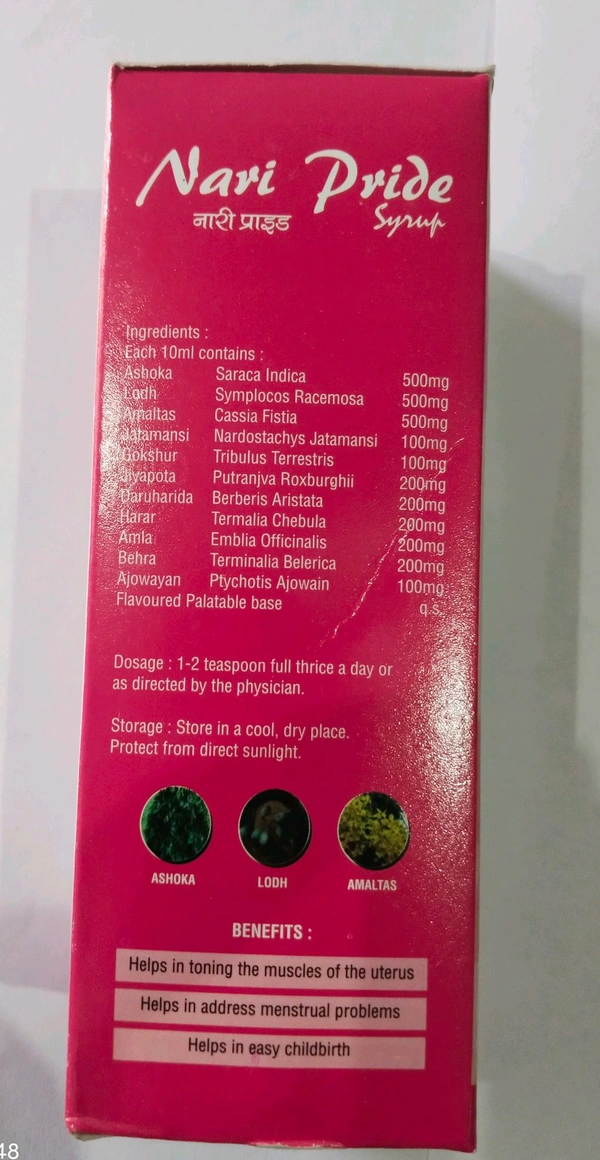 Nari Pride
नारी प्राइड Syrup
Ingredients :
Each 10ml contains :
Ashoka Saraca Indica 500mg
Lodh Symplocos Racemosa 500mg
Amaltas Cassia Fistia 500mg
Jatamansi Nardostachys Jatamansi 100mg
Gokshur Tribulus Terrestris 100mg
Jiyapota Putranjva Roxburghii 200mg
Daruharida Berberis Aristata 200mg
Harar Termalia Chebula 200mg
Amla Emblia Officinalis 200mg
Behra Terminalia Belerica 200mg
Ajowayan Ptychotis Ajowain 100mg
Flavoured Palatable base q.s.
Dosage : 1-2 teaspoon full thrice a day or
as directed by the physician.
Storage : Store in a cool, dry place.
Protect from direct sunlight.
ASHOKA LODH AMALTAS
BENEFITS :
Helps in toning the muscles of the uterus
Helps in address menstrual problems
Helps in easy childbirth
48